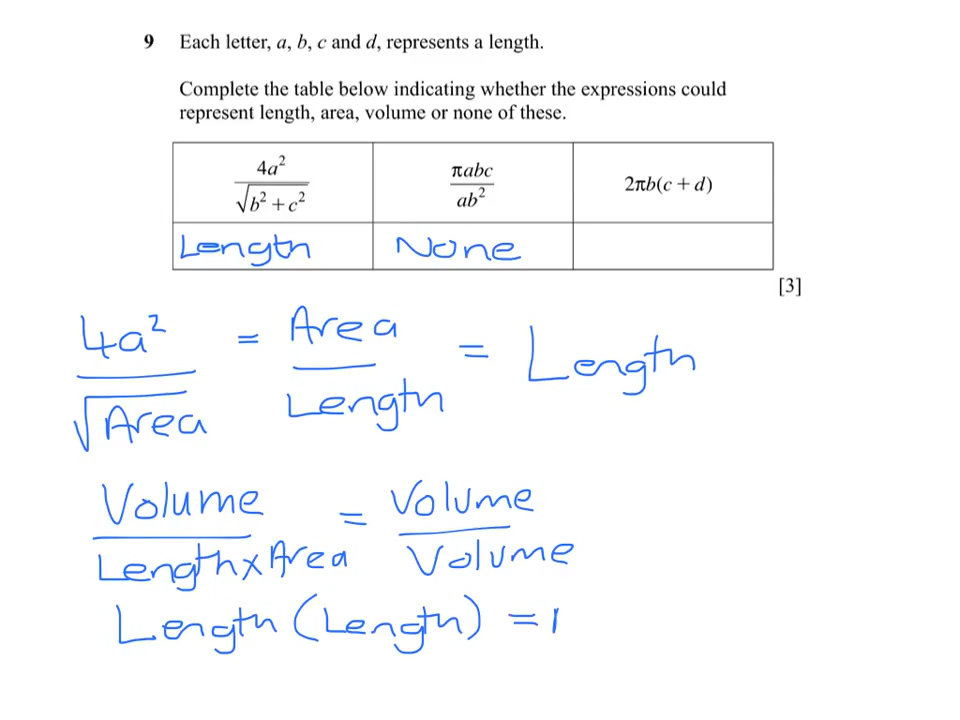 9 Each letter, a, b, c and d, represents a length.
Complete the table below indicating whether the expressions could
represent length, area, volume or none of these.
4a²/√(b² + c²) πabc/ab² 2πb(c + d)
Length None
[3]
4a²/√Area = Area/Length = Length
Volume/Length×Area = Volume/Volume
Length (Length) = l